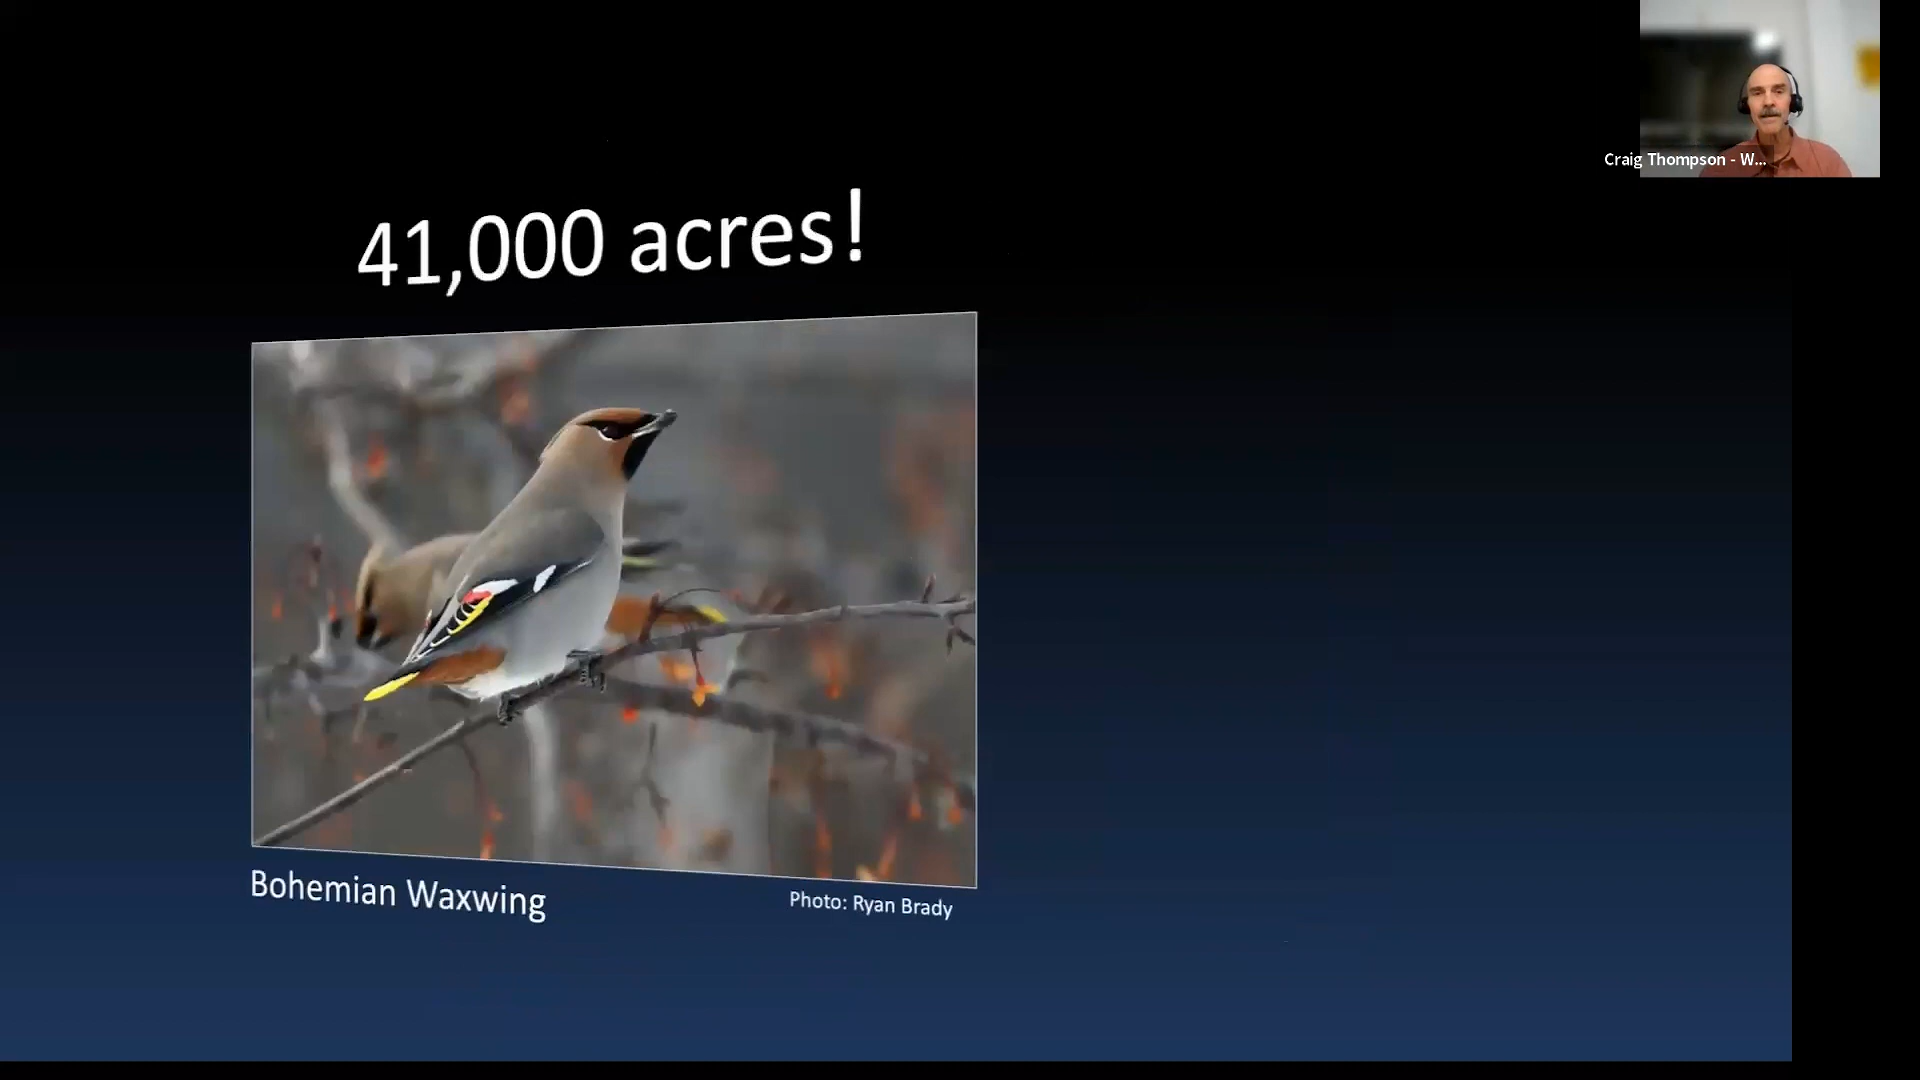 Craig Thompson - W...
41,000 acres!
Bohemian Waxwing
Photo: Ryan Brady